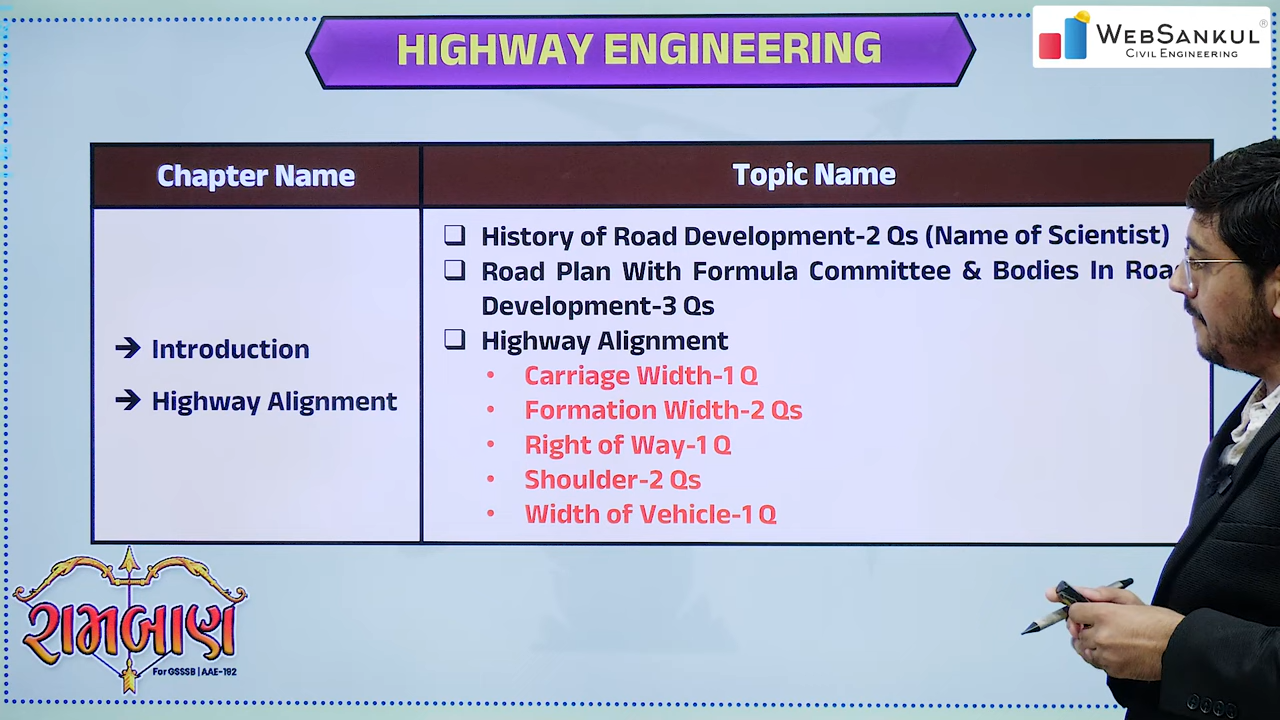 HIGHWAY ENGINEERING
WEBSANKUL®
CIVIL ENGINEERING
Chapter Name
Topic Name
→ Introduction
→ Highway Alignment
❑ History of Road Development-2 Qs (Name of Scientist)
❑ Road Plan With Formula Committee & Bodies In
Development-3 Qs
❑ Highway Alignment
• Carriage Width-1 Q
• Formation Width-2 Qs
• Right of Way-1 Q
• Shoulder-2 Qs
• Width of Vehicle-1 Q
રામબાણ
For GSSSB | AAE-192